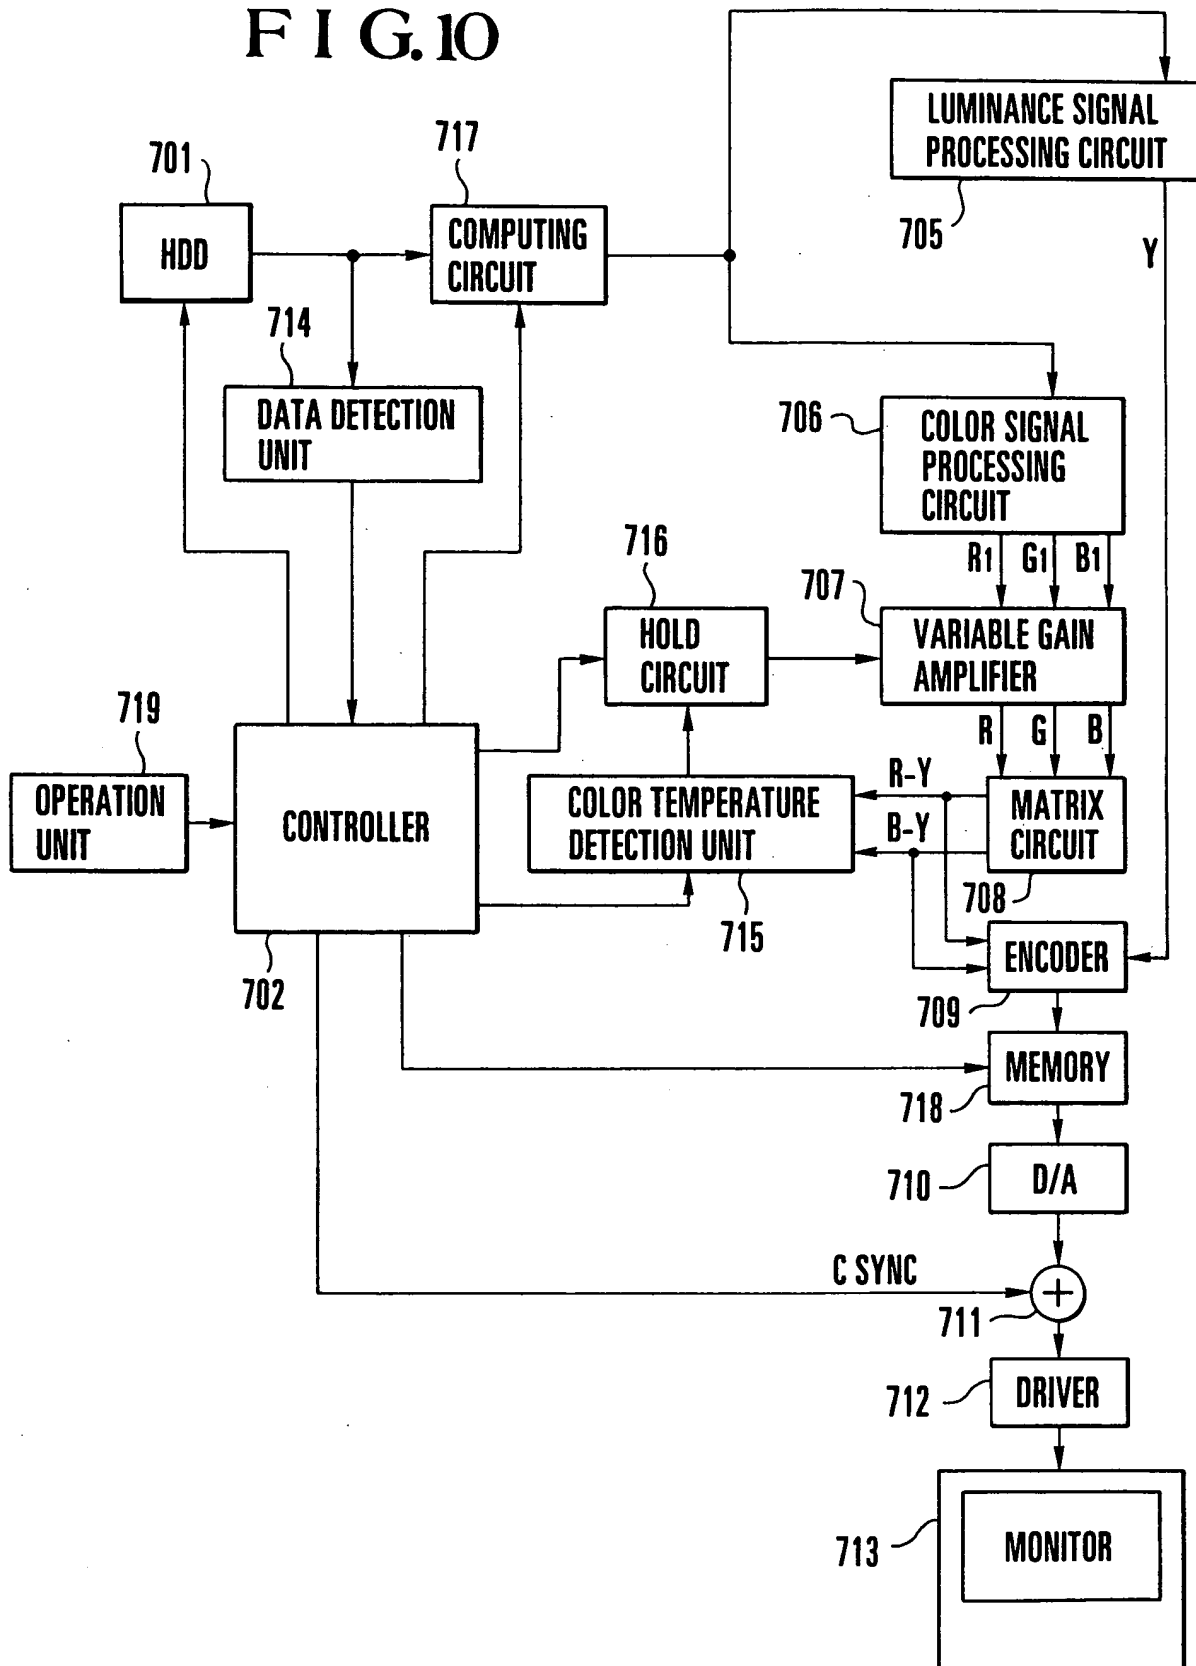 FIG.10
LUMINANCE SIGNAL
PROCESSING CIRCUIT
705
Y
717
701
HDD
COMPUTING
CIRCUIT
714
DATA DETECTION
UNIT
706
COLOR SIGNAL
PROCESSING
CIRCUIT
R1 G1 B1
716
707
HOLD
CIRCUIT
VARIABLE GAIN
AMPLIFIER
R G B
719
OPERATION
UNIT
CONTROLLER
702
COLOR TEMPERATURE
DETECTION UNIT
715
R-Y
B-Y
MATRIX
CIRCUIT
708
ENCODER
709
MEMORY
718
D/A
710
C SYNC
+
711
DRIVER
712
MONITOR
713